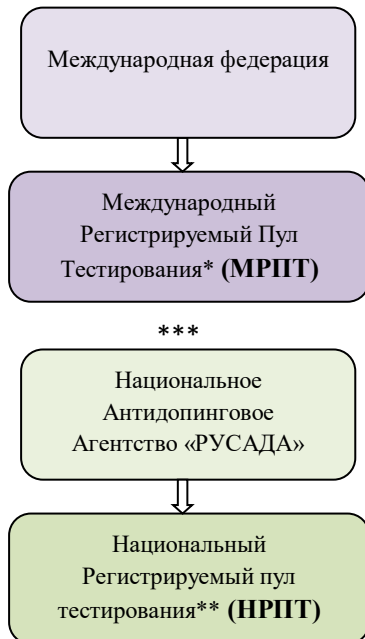 Международная федерация
Международный
Регистрируемый Пул
Тестирования* (МРПТ)
***
Национальное
Антидопинговое
Агентство «РУСАДА»
Национальный
Регистрируемый пул
тестирования** (НРПТ)